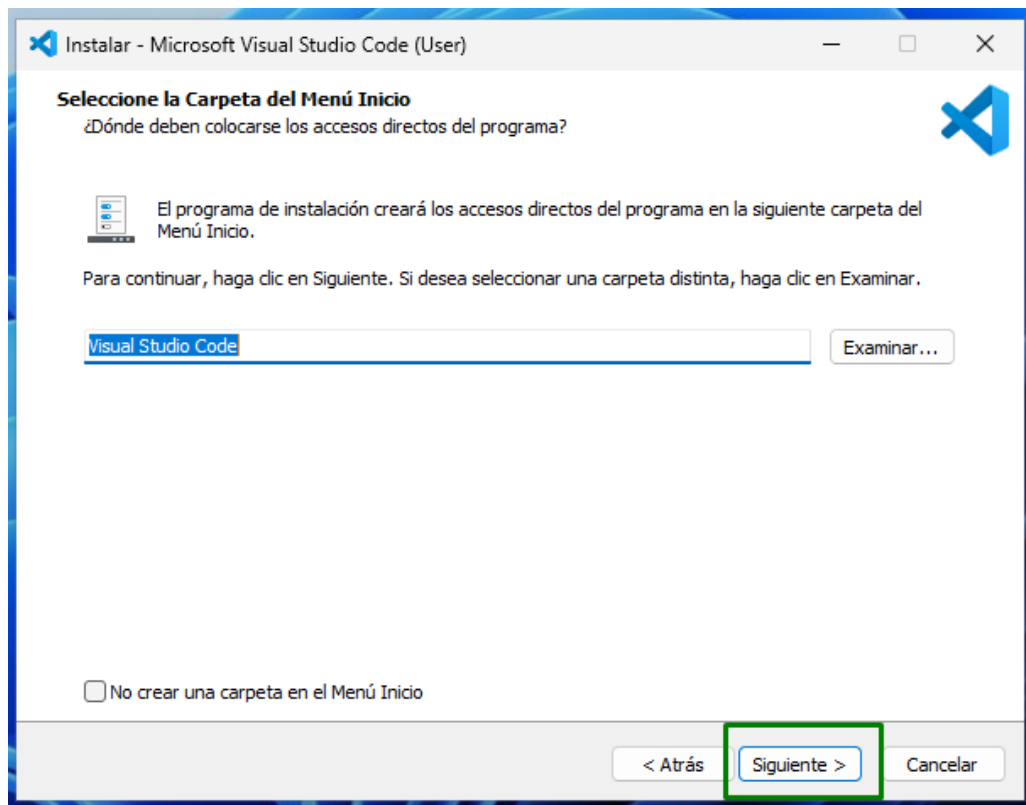 Instalar - Microsoft Visual Studio Code (User)
Seleccione la Carpeta del Menú Inicio
¿Dónde deben colocarse los accesos directos del programa?
El programa de instalación creará los accesos directos del programa en la siguiente carpeta del
Menú Inicio.
Para continuar, haga clic en Siguiente. Si desea seleccionar una carpeta distinta, haga clic en Examinar.
Visual Studio Code
Examinar...
No crear una carpeta en el Menú Inicio
< Atrás
Siguiente >
Cancelar